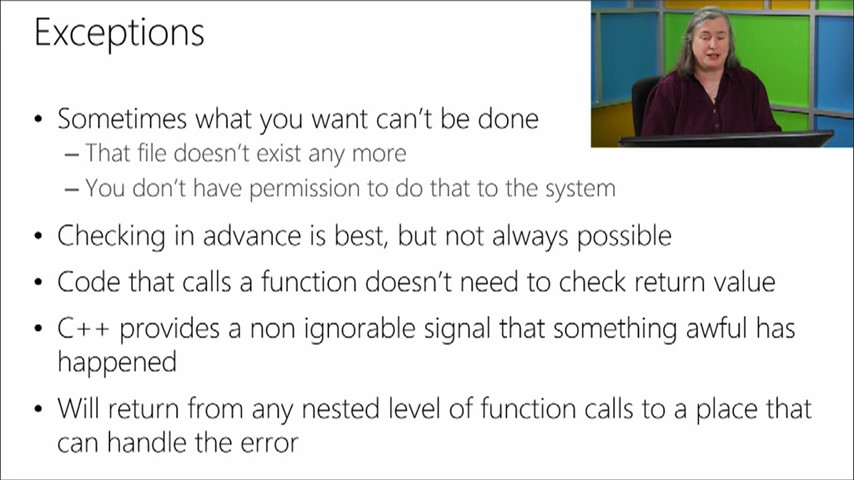 Exceptions
• Sometimes what you want can't be done
– That file doesn't exist any more
– You don't have permission to do that to the system
• Checking in advance is best, but not always possible
• Code that calls a function doesn't need to check return value
• C++ provides a non ignorable signal that something awful has
happened
• Will return from any nested level of function calls to a place that
can handle the error